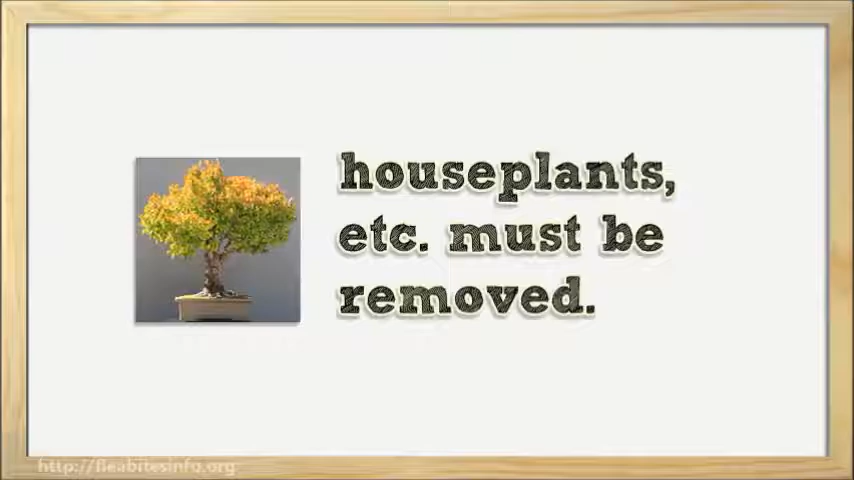 houseplants,
etc. must be
removed.
http://fleabitesinfo.org